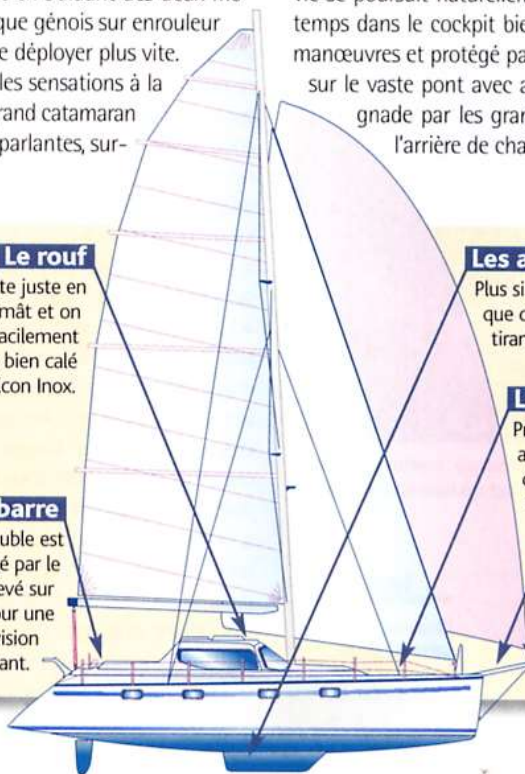 que génois sur enrouleur
e déployer plus vite.
les sensations à la
rand catamaran
parlantes, sur-
temps dans le cockpit bie
manœuvres et protégé pa
sur le vaste pont avec a
gnade par les gran
l'arrière de cha
Le rouf
te juste en
mât et on
acilement
bien calé
con Inox.
barre
uble est
é par le
evé sur
our une
vision
ant.
Les a
Plus si
que c
tiran
L
P
a